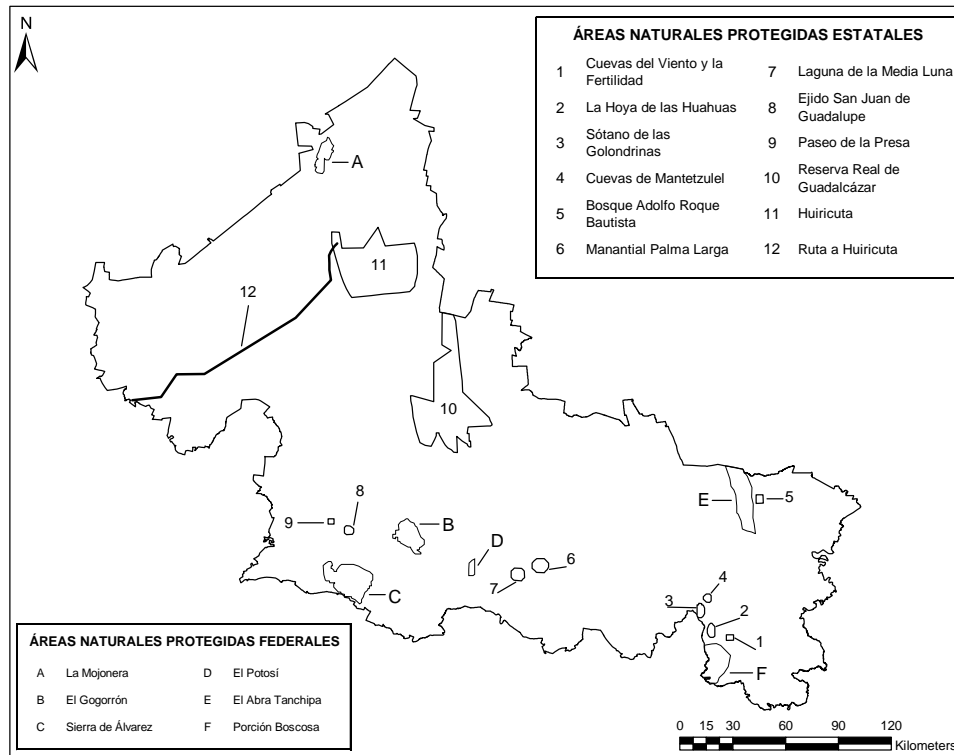 N
ÁREAS NATURALES PROTEGIDAS ESTATALES
1 Cuevas del Viento y la
Fertilidad
2 La Hoya de las Huahuas
3 Sótano de las
Golondrinas
4 Cuevas de Mantetzulel
5 Bosque Adolfo Roque
Bautista
6 Manantial Palma Larga
7 Laguna de la Media Luna
8 Ejido San Juan de
Guadalupe
9 Paseo de la Presa
10 Reserva Real de
Guadalcázar
11 Huiricuta
12 Ruta a Huiricuta
A
11
12
10
8
9
B
E
5
D
6
7
4
3
2
1
C
F
ÁREAS NATURALES PROTEGIDAS FEDERALES
A La Mojonera
B El Gogorrón
C Sierra de Álvarez
D El Potosí
E El Abra Tanchipa
F Porción Boscosa
0 15 30 60 90 120
Kilometers